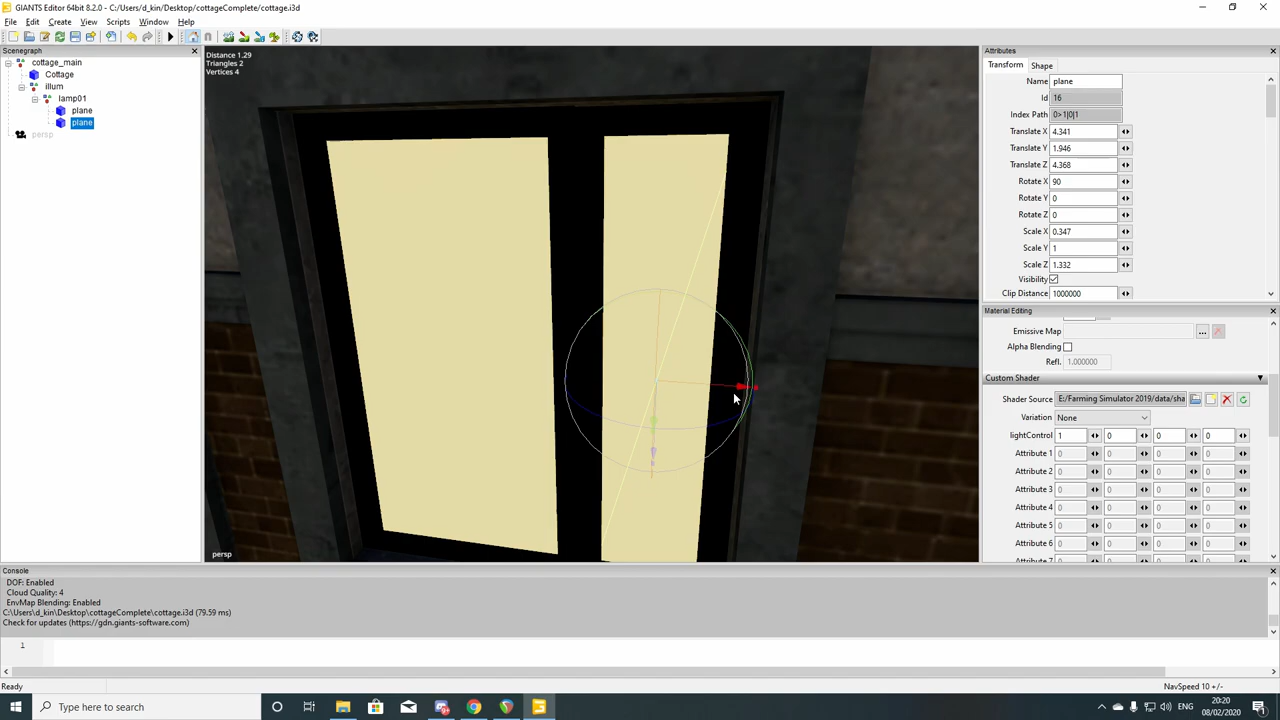 GIANTS Editor 64bit 8.2.0 - C:/Users/d_kin/Desktop/cottageComplete/cottage.i3d
File Edit Create View Scripts Window Help
Scenegraph
cottage_main
Cottage
illum
lamp01
plane
plane
persp
Distance 1.29
Triangles 2
Vertices 4
persp
Attributes
Transform Shape
Name plane
Id 16
Index Path 0>1|0|1
Translate X 4.341
Translate Y 1.946
Translate Z 4.368
Rotate X 90
Rotate Y 0
Rotate Z 0
Scale X 0.347
Scale Y 1
Scale Z 1.332
Visibility
Clip Distance 1000000
Material Editing
Emissive Map ...
Alpha Blending
Refl. 1.000000
Custom Shader
Shader Source E:/Farming Simulator 2019/data/sha
Variation None
lightControl 1 0 0 0
Attribute 1 0 0 0 0
Attribute 2 0 0 0 0
Attribute 3 0 0 0 0
Attribute 4 0 0 0 0
Attribute 5 0 0 0 0
Attribute 6 0 0 0 0
Console
DOF: Enabled
Cloud Quality: 4
EnvMap Blending: Enabled
C:\Users\d_kin\Desktop\cottageComplete\cottage.i3d (79.59 ms)
Check for updates (https://gdn.giants-software.com)
1
Ready NavSpeed 10 +/-
Type here to search
ENG
20:20
08/02/2020